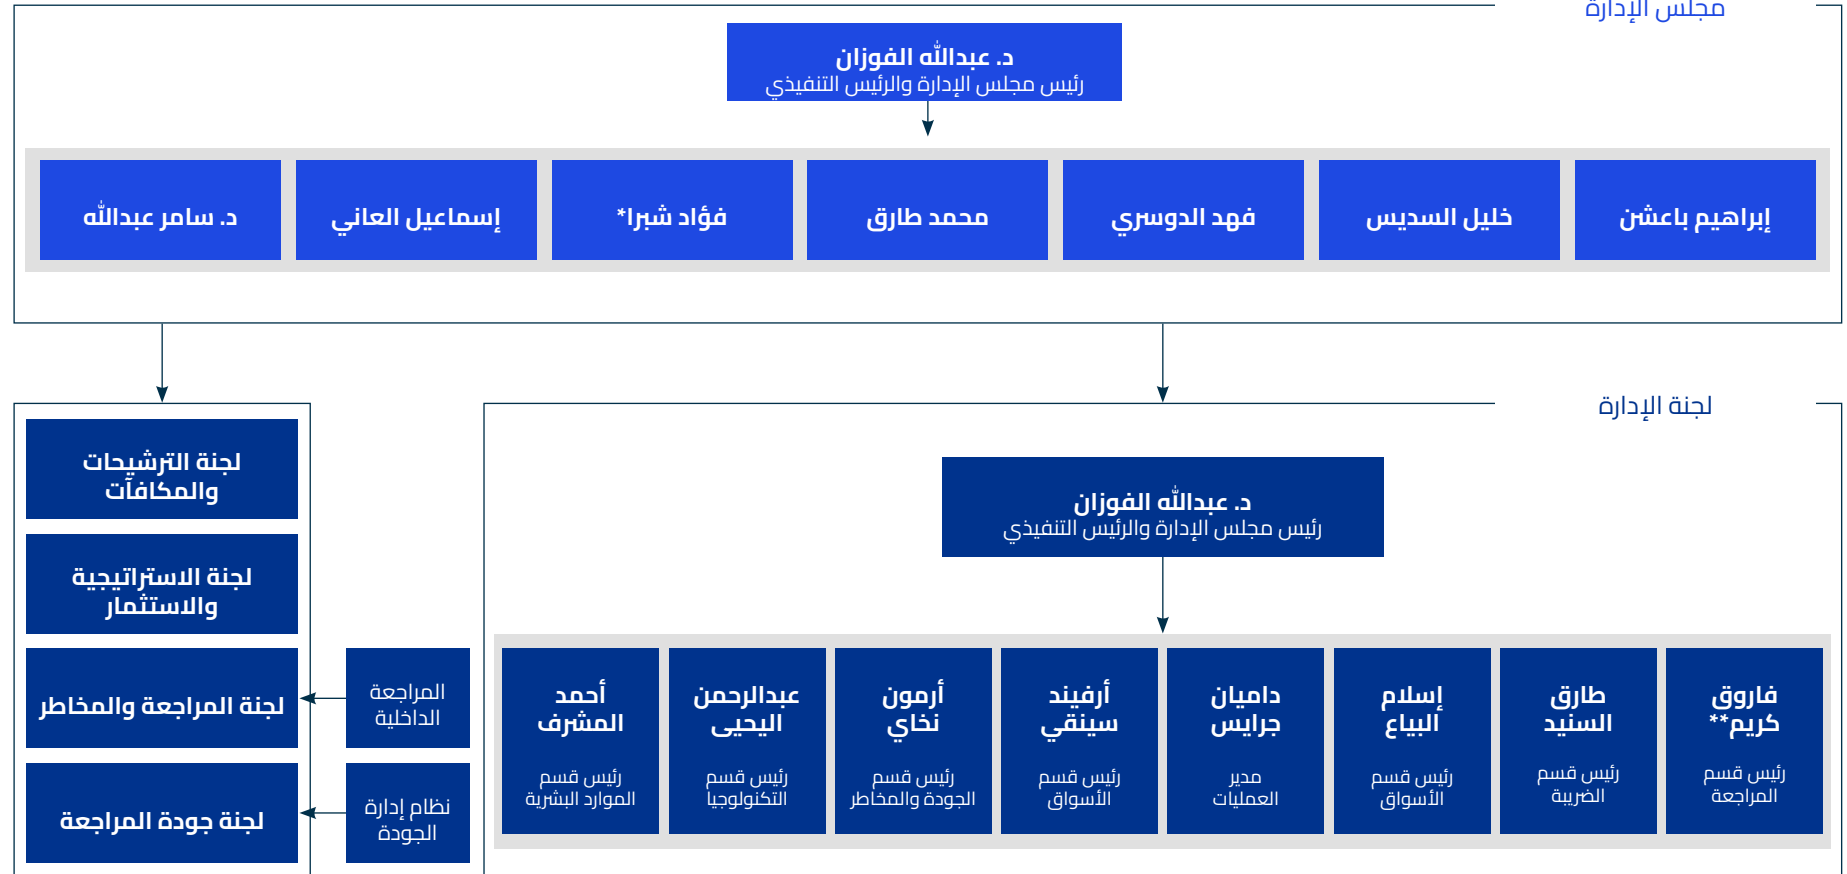 مجلس الإدارة
د. عبدالله الفوزان
رئيس مجلس الإدارة والرئيس التنفيذي
إبراهيم باعشن
خليل السديس
فهد الدوسري
محمد طارق
فؤاد شبرا*
إسماعيل العاني
د. سامر عبدالله
لجنة الإدارة
د. عبدالله الفوزان
رئيس مجلس الإدارة والرئيس التنفيذي
فاروق
كريم**
رئيس قسم
المراجعة
طارق
السنيد
رئيس قسم
الضريبة
إسلام
البياع
رئيس قسم
الأسواق
داميان
جرايس
مدير
العمليات
أرفيند
سينقي
رئيس قسم
الأسواق
أرمون
نخاي
رئيس قسم
الجودة والمخاطر
عبدالرحمن
اليحيى
رئيس قسم
التكنولوجيا
أحمد
المشرف
رئيس قسم
الموارد البشرية
لجنة الترشيحات
والمكافآت
لجنة الاستراتيجية
والاستثمار
لجنة المراجعة والمخاطر
المراجعة
الداخلية
لجنة جودة المراجعة
نظام إدارة
الجودة